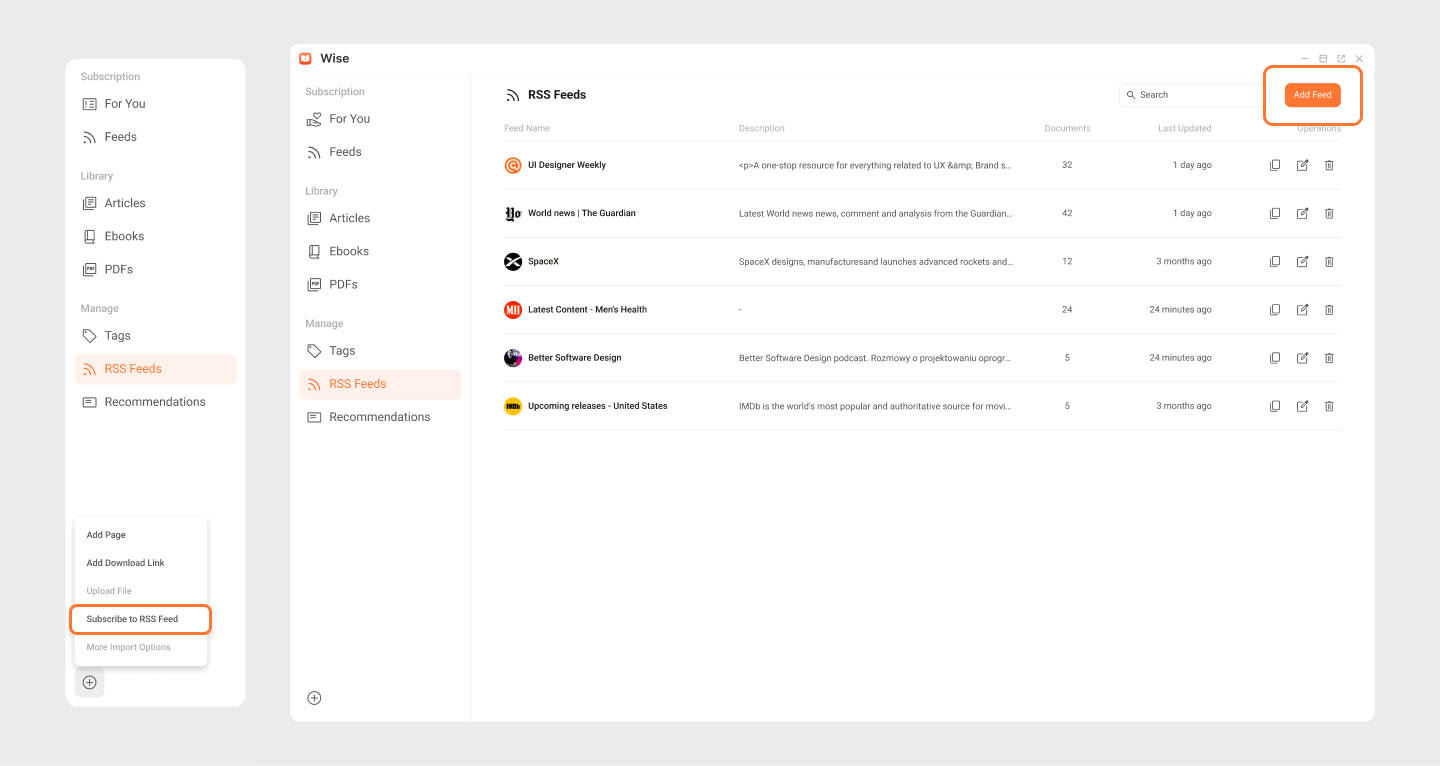 Subscription
For You
Feeds
Library
Articles
Ebooks
PDF PDFs
Manage
Tags
RSS Feeds
Recommendations
Add Page
Add Download Link
Upload File
Subscribe to RSS Feed
More Import Options
Wise
Subscription
For You
Feeds
Library
Articles
Ebooks
PDF PDFs
Manage
Tags
RSS Feeds
Recommendations
RSS Feeds
Search
Add Feed
Feed Name Description Documents Last Updated Operations
UI Designer Weekly <p>A one-stop resource for everything related to UX &amp; Brand s... 32 1 day ago
World news | The Guardian Latest World news news, comment and analysis from the Guardian... 42 1 day ago
SpaceX SpaceX designs, manufacturesand launches advanced rockets and... 12 3 months ago
MH Latest Content - Men's Health - 24 24 minutes ago
Better Software Design Better Software Design podcast. Rozmowy o projektowaniu oprogr... 5 24 minutes ago
IMDb Upcoming releases - United States IMDb is the world's most popular and authoritative source for movi... 5 3 months ago